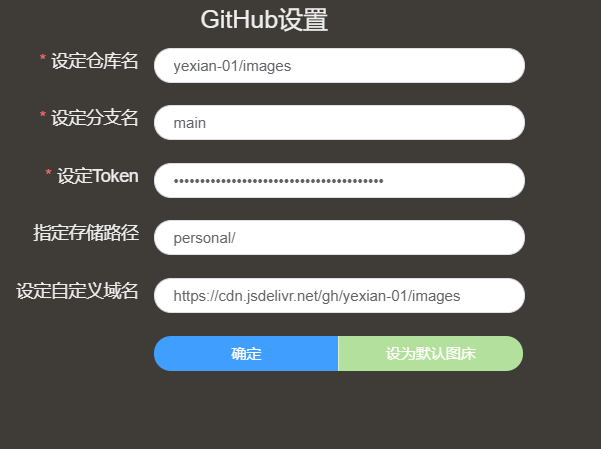 GitHub设置
* 设定仓库名 yexian-01/images
* 设定分支名 main
* 设定Token ••••••••••••••••••••••••••••••••••••••••
指定存储路径 personal/
设定自定义域名 https://cdn.jsdelivr.net/gh/yexian-01/images
确定 设为默认图床